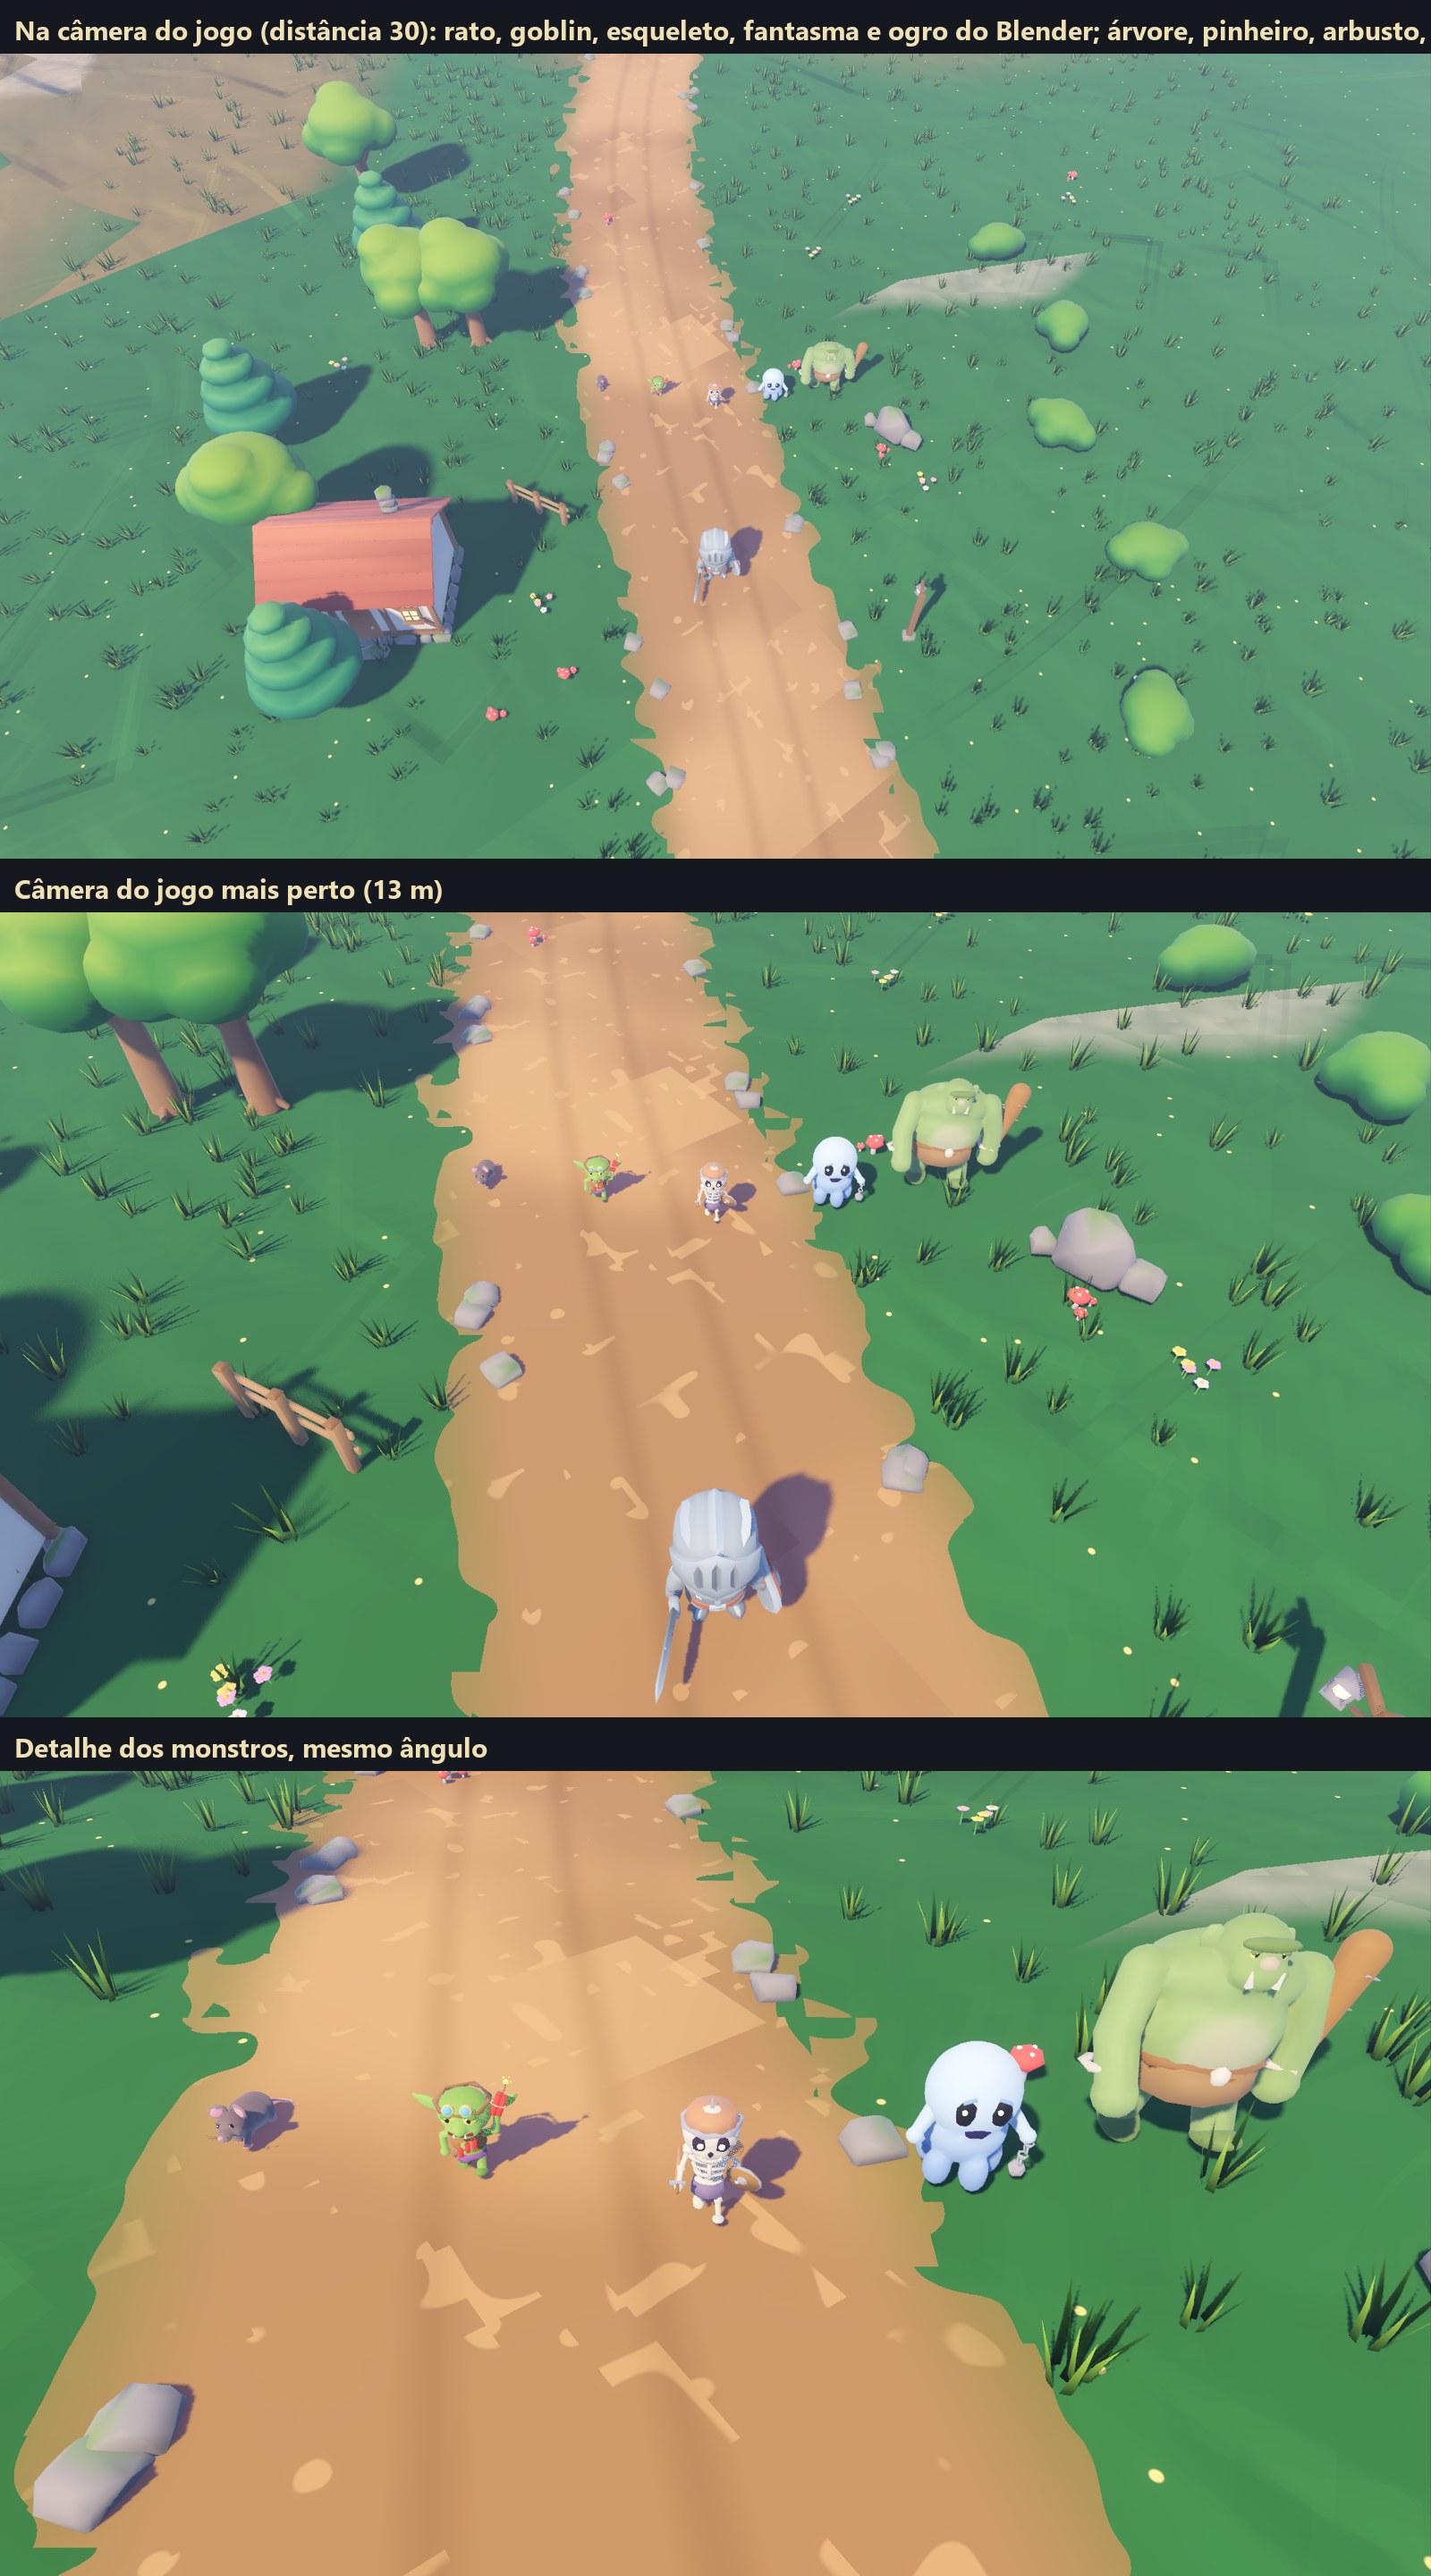 Na câmera do jogo (distância 30): rato, goblin, esqueleto, fantasma e ogro do Blender; árvore, pinheiro, arbusto,
Câmera do jogo mais perto (13 m)
Detalhe dos monstros, mesmo ângulo